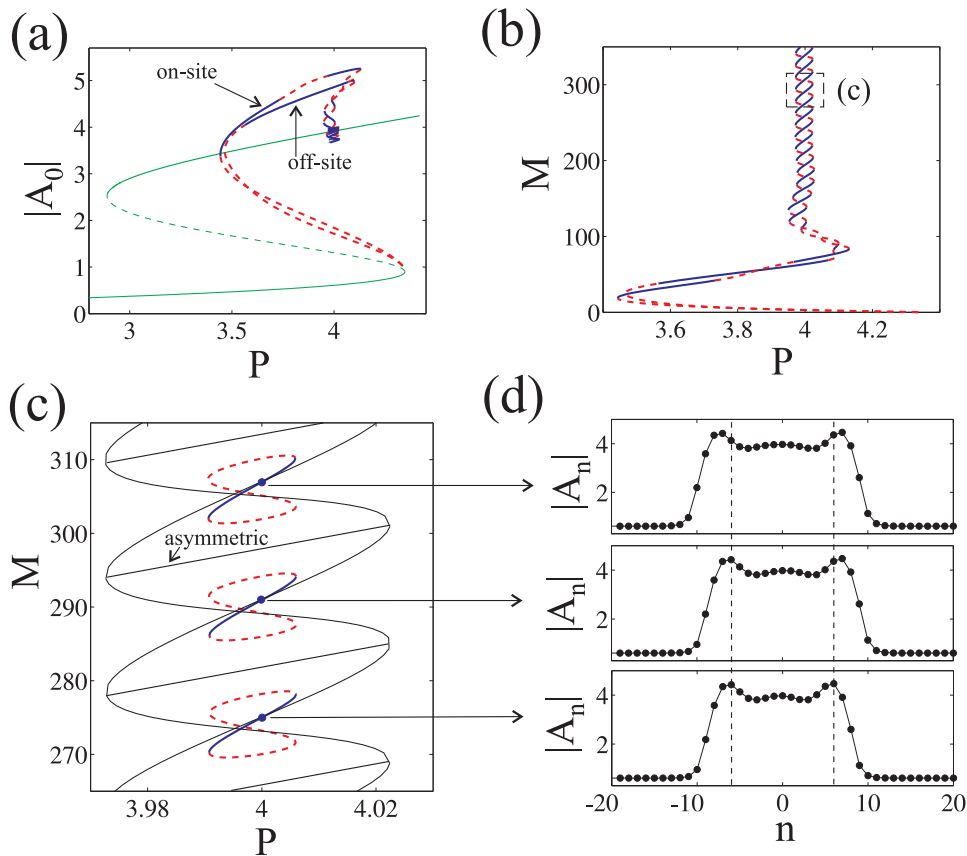 (a)
5
4
3
2
1
0
|A0|
on-site
off-site
3
3.5
4
P
(b)
300
200
100
0
M
(c)
3.6
3.8
4
4.2
P
(c)
310
300
290
280
270
M
asymmetric
3.98
4
4.02
P
(d)
4
2
|An|
4
2
|An|
4
2
|An|
-20
-10
0
10
20
n